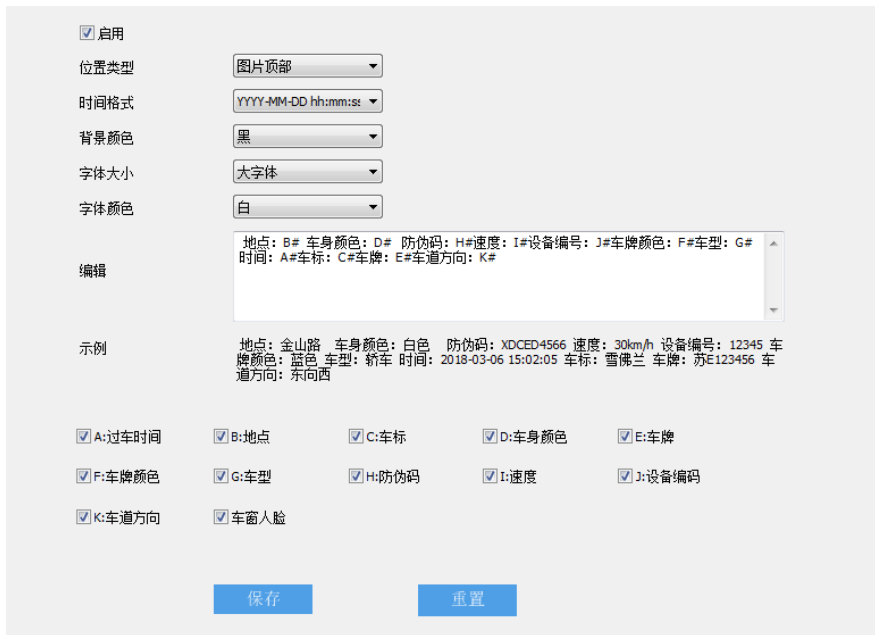 启用
位置类型 图片顶部
时间格式 YYYY-MM-DD hh:mm:ss
背景颜色 黑
字体大小 大字体
字体颜色 白
编辑
地点：B# 车身颜色：D# 防伪码：H#速度：I#设备编号：J#车牌颜色：F#车型：G#
时间：A#车标：C#车牌：E#车道方向：K#
示例
地点：金山路 车身颜色：白色 防伪码：XDCED4566 速度：30km/h 设备编号：12345 车
牌颜色：蓝色 车型：轿车 时间：2018-03-06 15:02:05 车标：雪佛兰 车牌：苏E123456 车
道方向：东向西
A:过车时间 B:地点 C:车标 D:车身颜色 E:车牌
F:车牌颜色 G:车型 H:防伪码 I:速度 J:设备编码
K:车道方向 车窗人脸
保存 重置